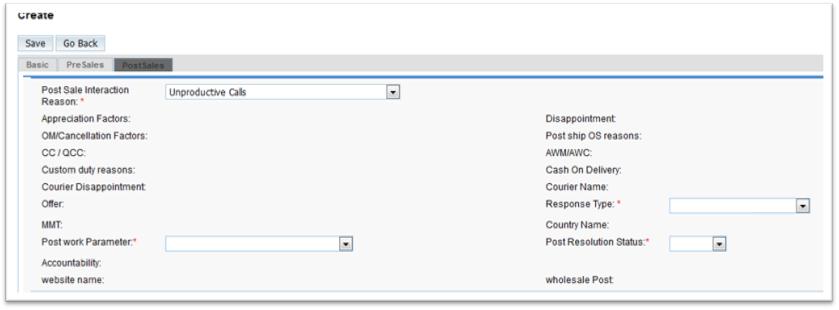 Create
Save Go Back
Basic PreSales PostSales
Post Sale Interaction Reason: * Unproductive Calls
Appreciation Factors: Disappointment:
OM/Cancellation Factors: Post ship OS reasons:
CC / QCC: AWM/AWC:
Custom duty reasons: Cash On Delivery:
Courier Disappointment: Courier Name:
Offer: Response Type: *
MMT: Country Name:
Post work Parameter:* Post Resolution Status:*
Accountability:
website name: wholesale Post: